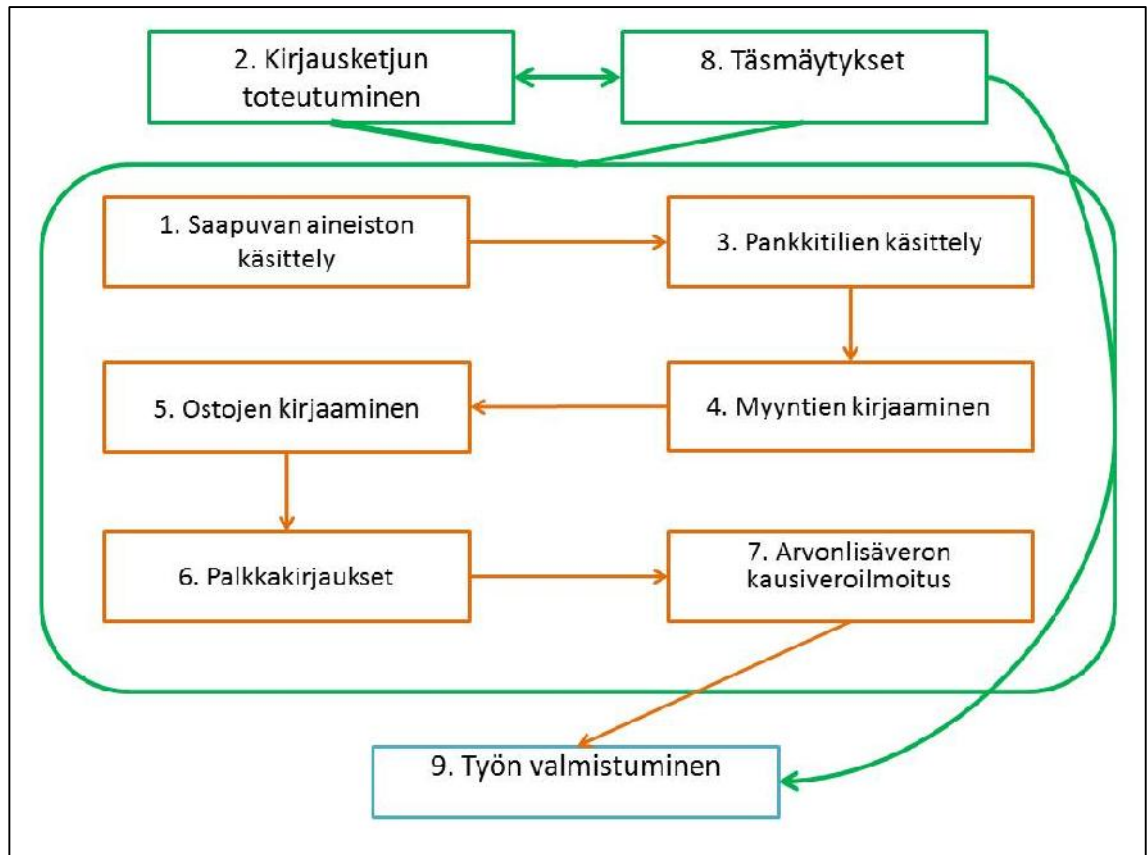 2. Kirjausketjun
toteutuminen
8. Täsmäytykset
1. Saapuvan aineiston
käsittely
3. Pankkitilien käsittely
5. Ostojen kirjaaminen
4. Myyntien kirjaaminen
6. Palkkakirjaukset
7. Arvonlisäveron
kausiveroilmoitus
9. Työn valmistuminen